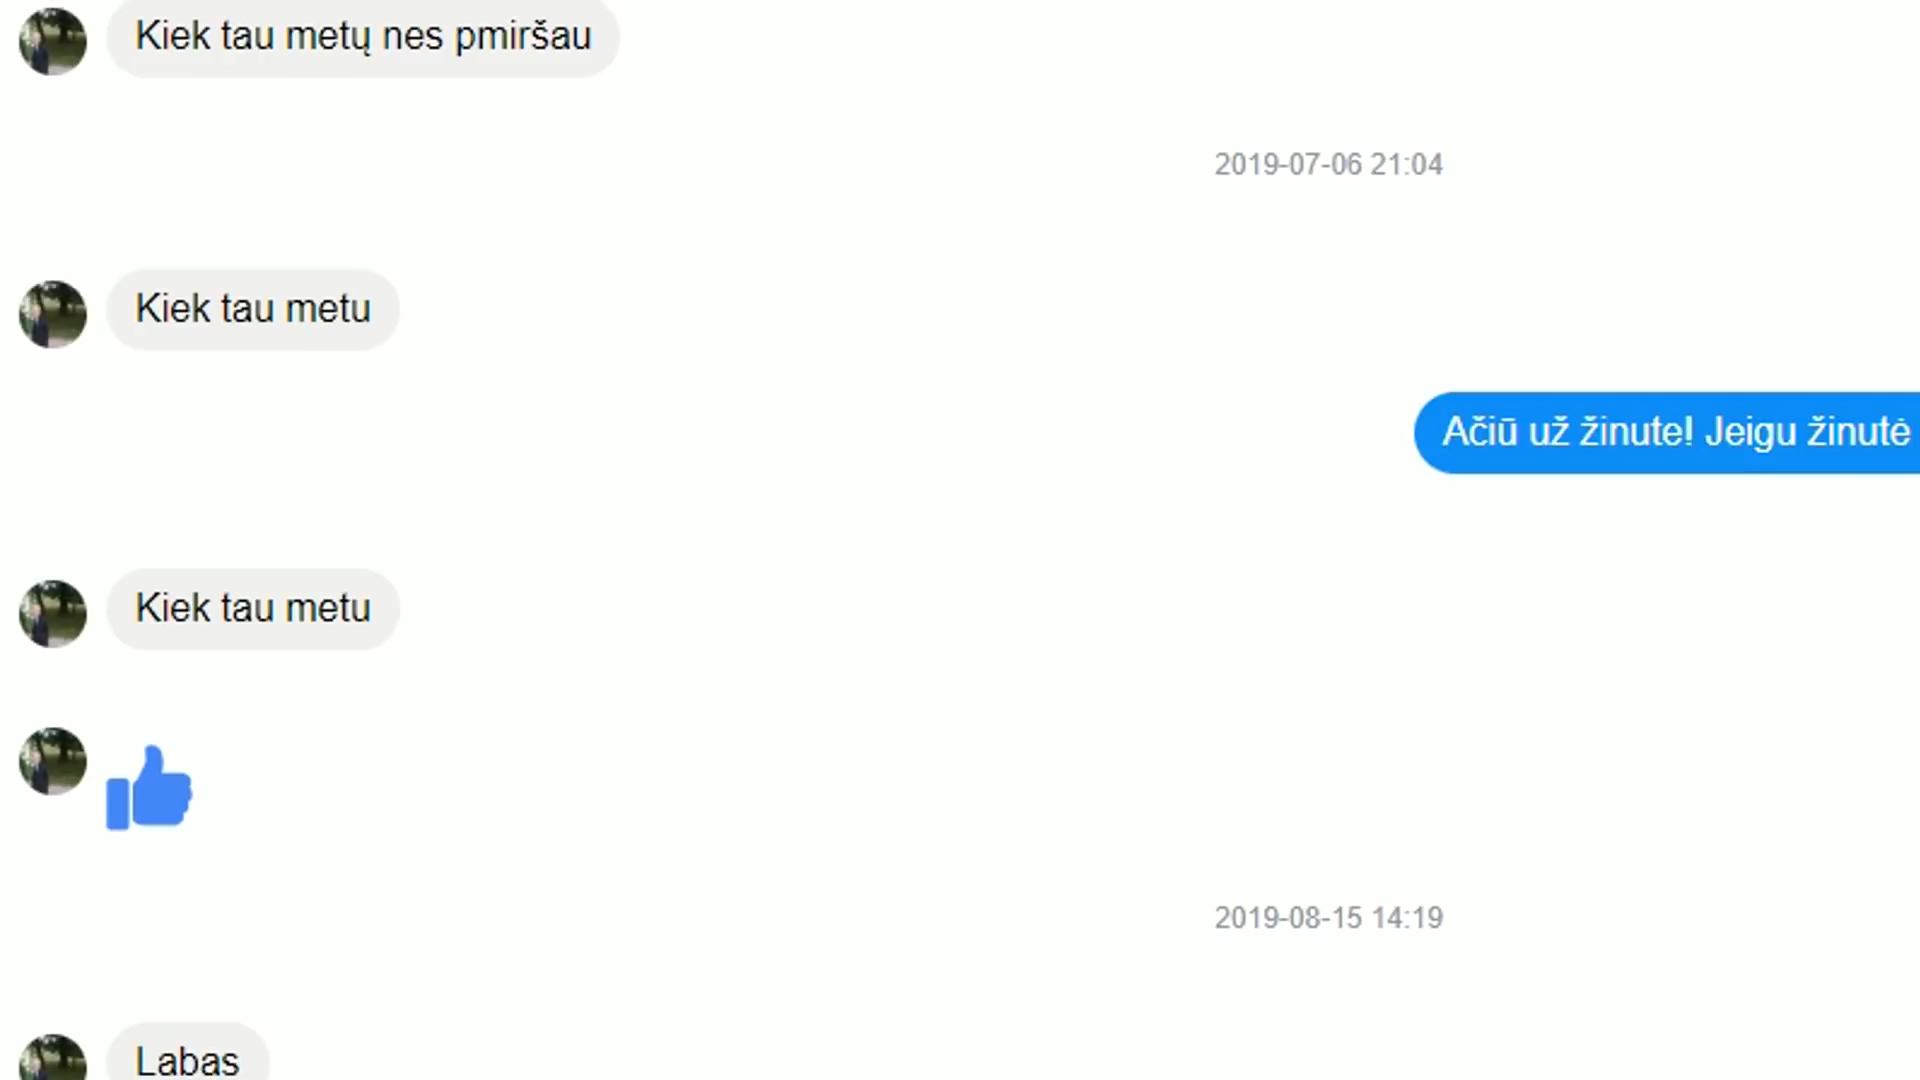 Kiek tau metų nes pmiršau
2019-07-06 21:04
Kiek tau metu
Ačiū už žinute! Jeigu žinutė
Kiek tau metu
2019-08-15 14:19
Labas